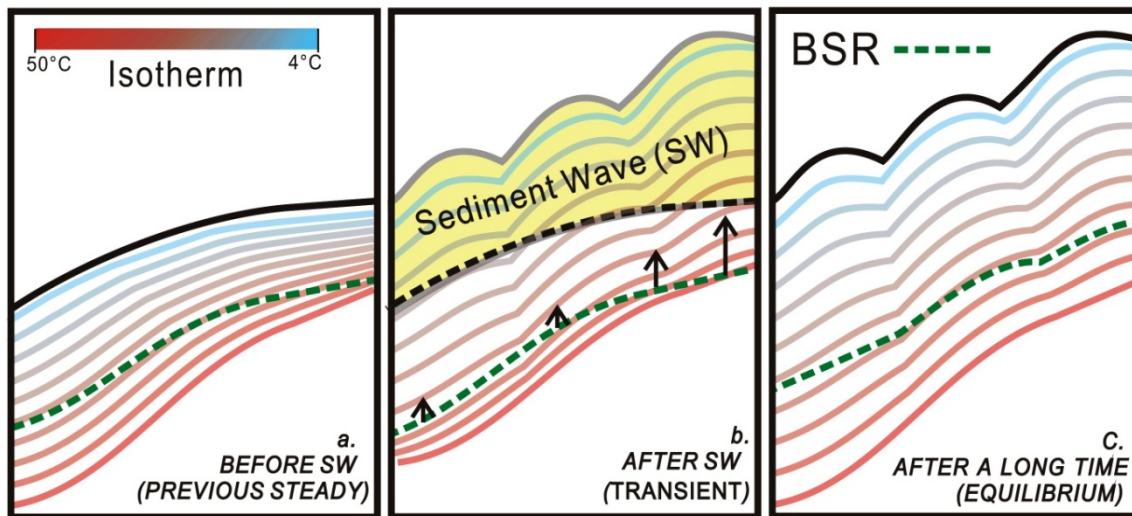 50°C
4°C
Isotherm
a.
BEFORE SW
(PREVIOUS STEADY)
Sediment Wave (SW)
b.
AFTER SW
(TRANSIENT)
BSR
C.
AFTER A LONG TIME
(EQUILIBRIUM)